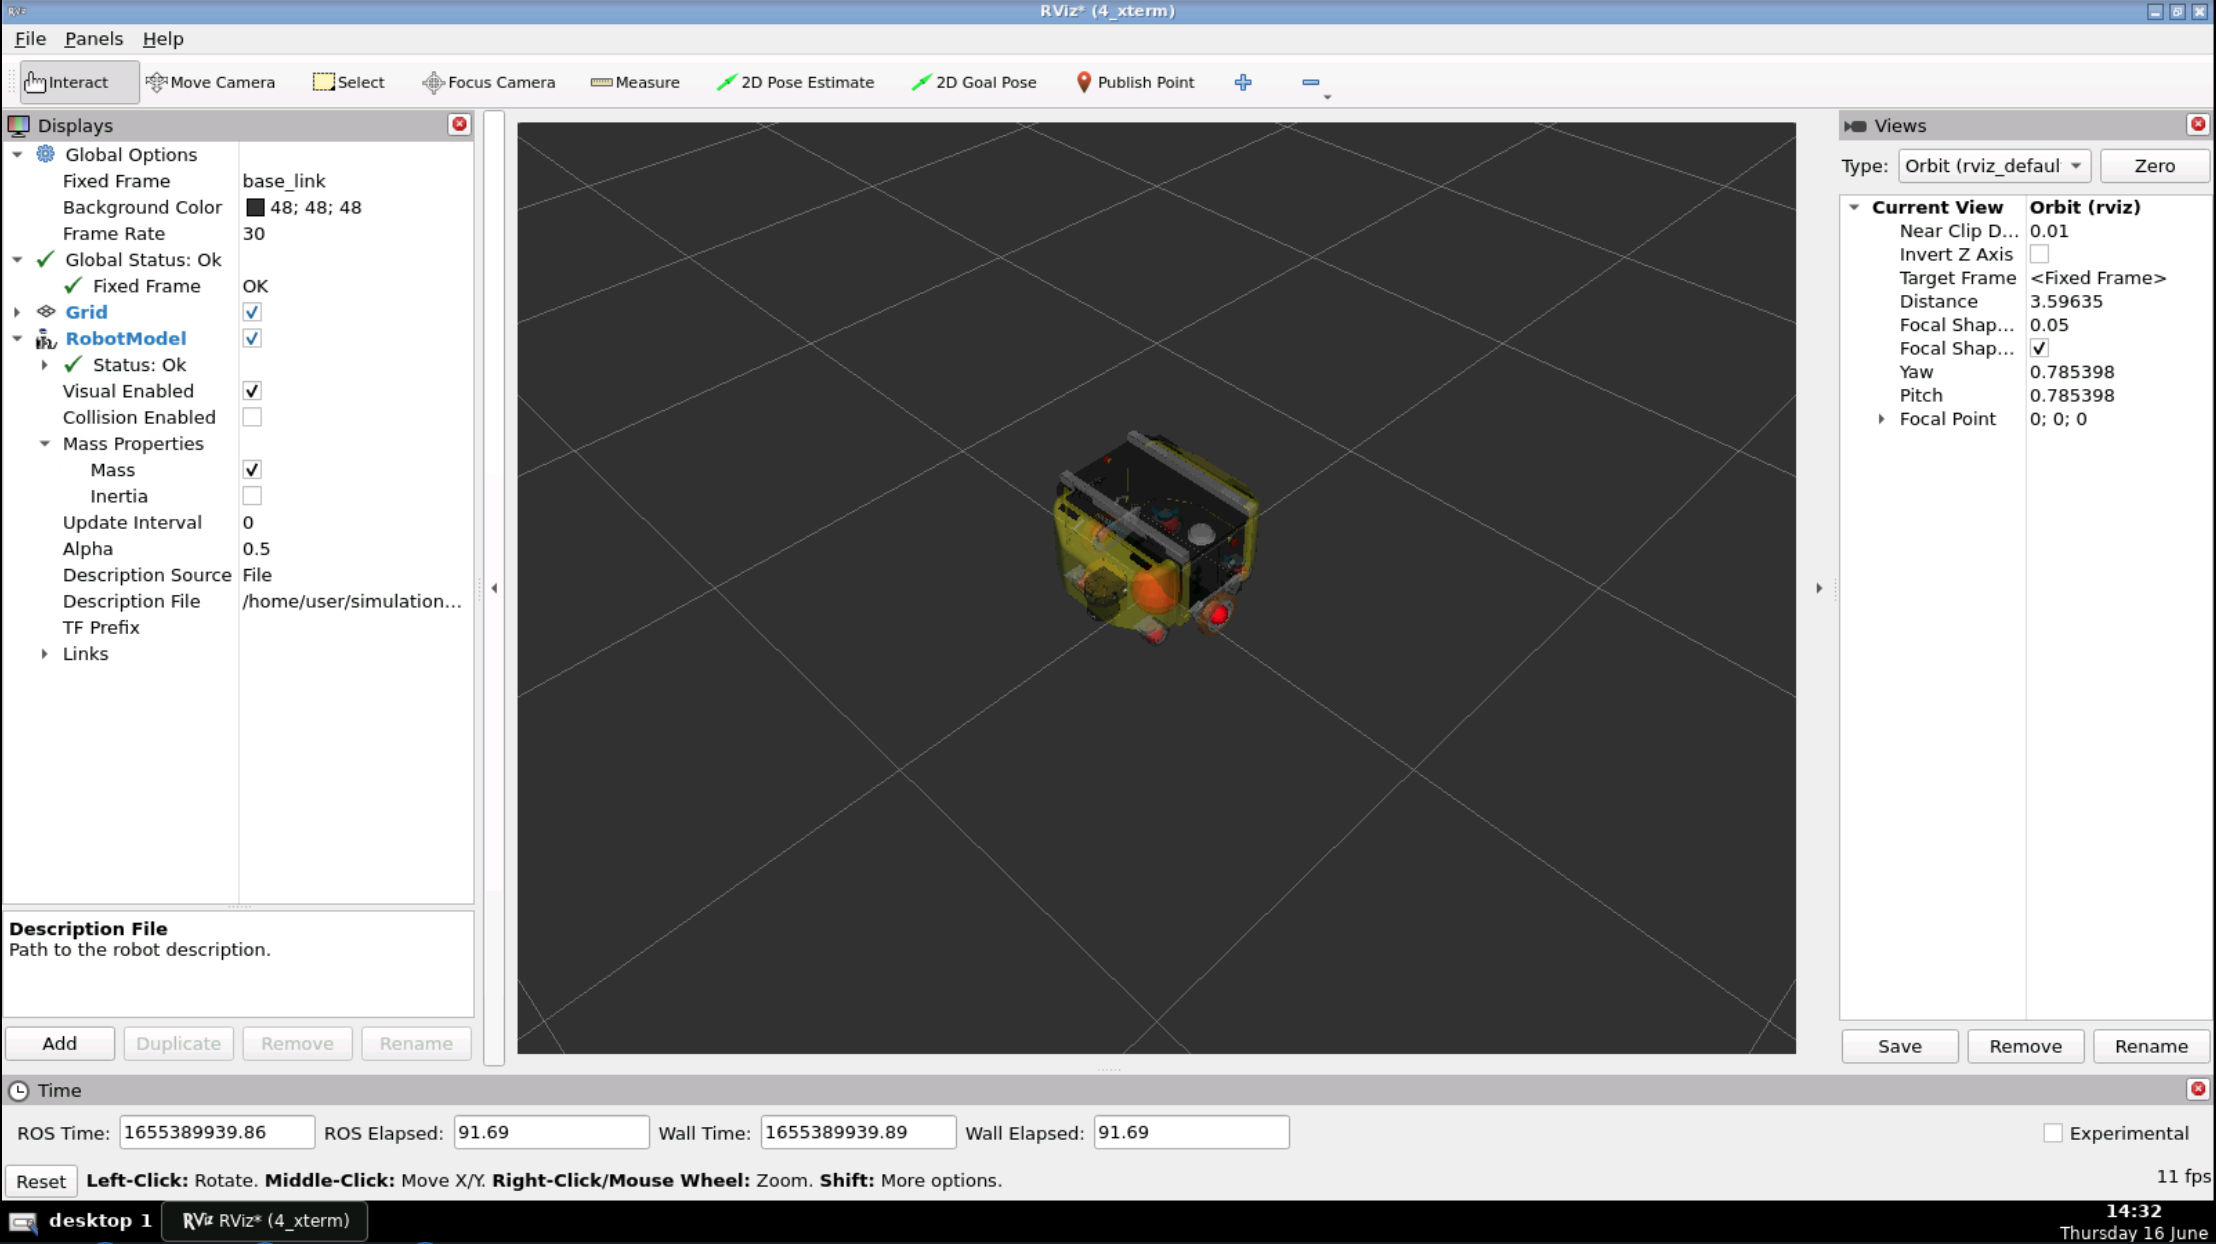 RViz* (4_xterm)
File Panels Help
Interact Move Camera Select Focus Camera Measure 2D Pose Estimate 2D Goal Pose Publish Point
Displays
Global Options
Fixed Frame base_link
Background Color 48; 48; 48
Frame Rate 30
Global Status: Ok
Fixed Frame OK
Grid
RobotModel
Status: Ok
Visual Enabled
Collision Enabled
Mass Properties
Mass
Inertia
Update Interval 0
Alpha 0.5
Description Source File
Description File /home/user/simulation...
TF Prefix
Links
Description File
Path to the robot description.
Add Duplicate Remove Rename
Views
Type: Orbit (rviz_defaul Zero
Current View Orbit (rviz)
Near Clip D... 0.01
Invert Z Axis
Target Frame <Fixed Frame>
Distance 3.59635
Focal Shap... 0.05
Focal Shap...
Yaw 0.785398
Pitch 0.785398
Focal Point 0; 0; 0
Save Remove Rename
Time
ROS Time: 1655389939.86 ROS Elapsed: 91.69 Wall Time: 1655389939.89 Wall Elapsed: 91.69 Experimental
Reset Left-Click: Rotate. Middle-Click: Move X/Y. Right-Click/Mouse Wheel: Zoom. Shift: More options. 11 fps
desktop 1 RViz RViz* (4_xterm) 14:32
Thursday 16 June